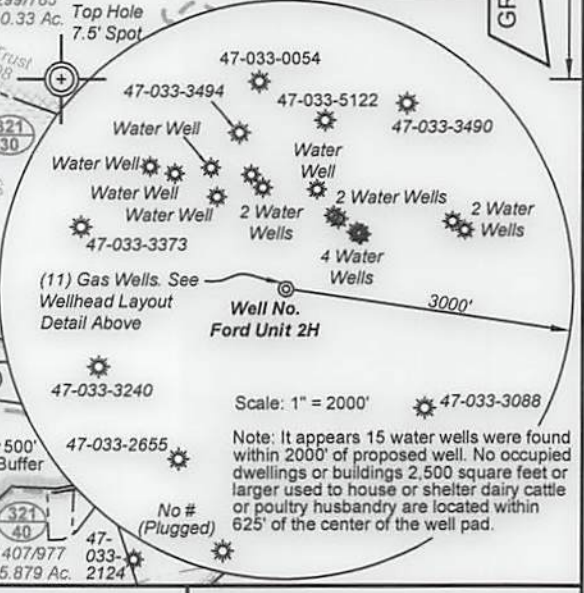 0.33 Ac.
Top Hole
7.5' Spot
Trust
GR
321
30
47-033-0054
47-033-3494
47-033-5122
47-033-3490
Water Well
Water
Well
Water Well
Water Well
Water Well
2 Water
Wells
2 Water Wells
2 Water
Wells
4 Water
Wells
47-033-3373
(11) Gas Wells. See
Wellhead Layout
Detail Above
Well No.
Ford Unit 2H
3000'
47-033-3240
Scale: 1" = 2000'
47-033-3088
47-033-2655
Note: It appears 15 water wells were found
within 2000' of proposed well. No occupied
dwellings or buildings 2,500 square feet or
larger used to house or shelter dairy cattle
or poultry husbandry are located within
625' of the center of the well pad.
500'
Buffer
No #
(Plugged)
321
40
407/977
5.879 Ac.
47-
033-
2124